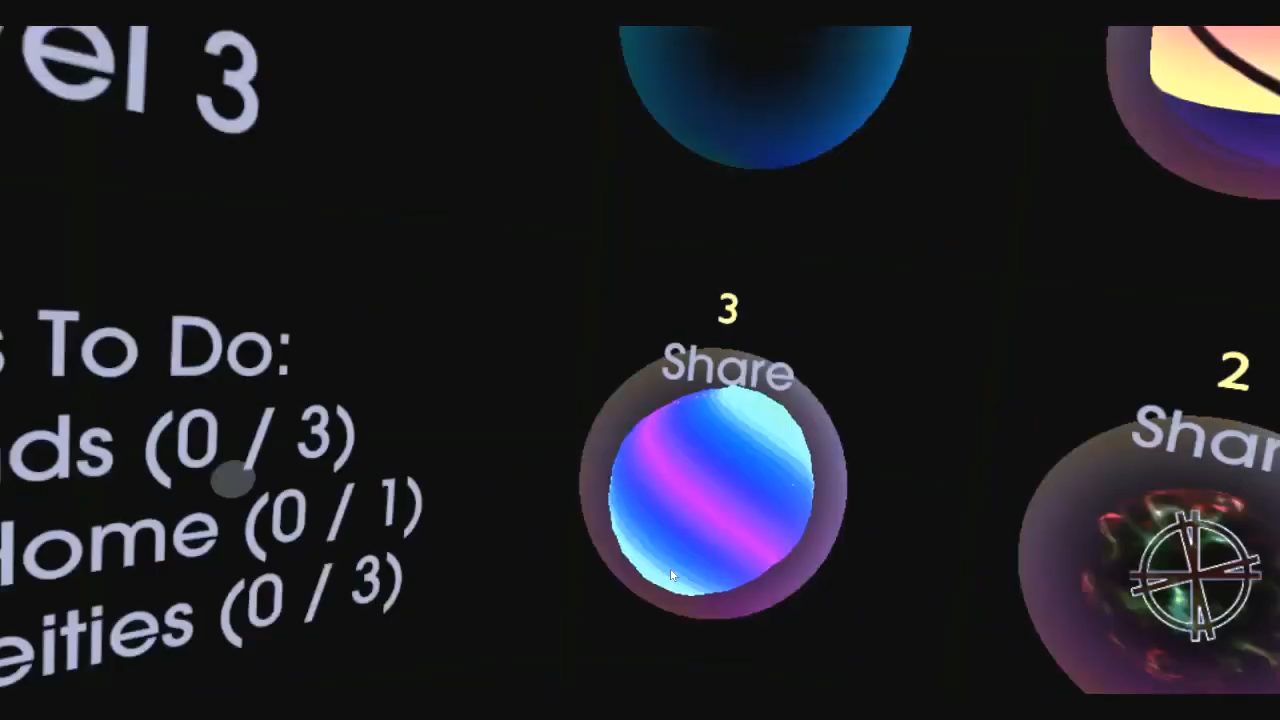 el 3
3
Share
2
Shar
s To Do:
ds (0 / 3)
Home (0 / 1)
eities (0 / 3)